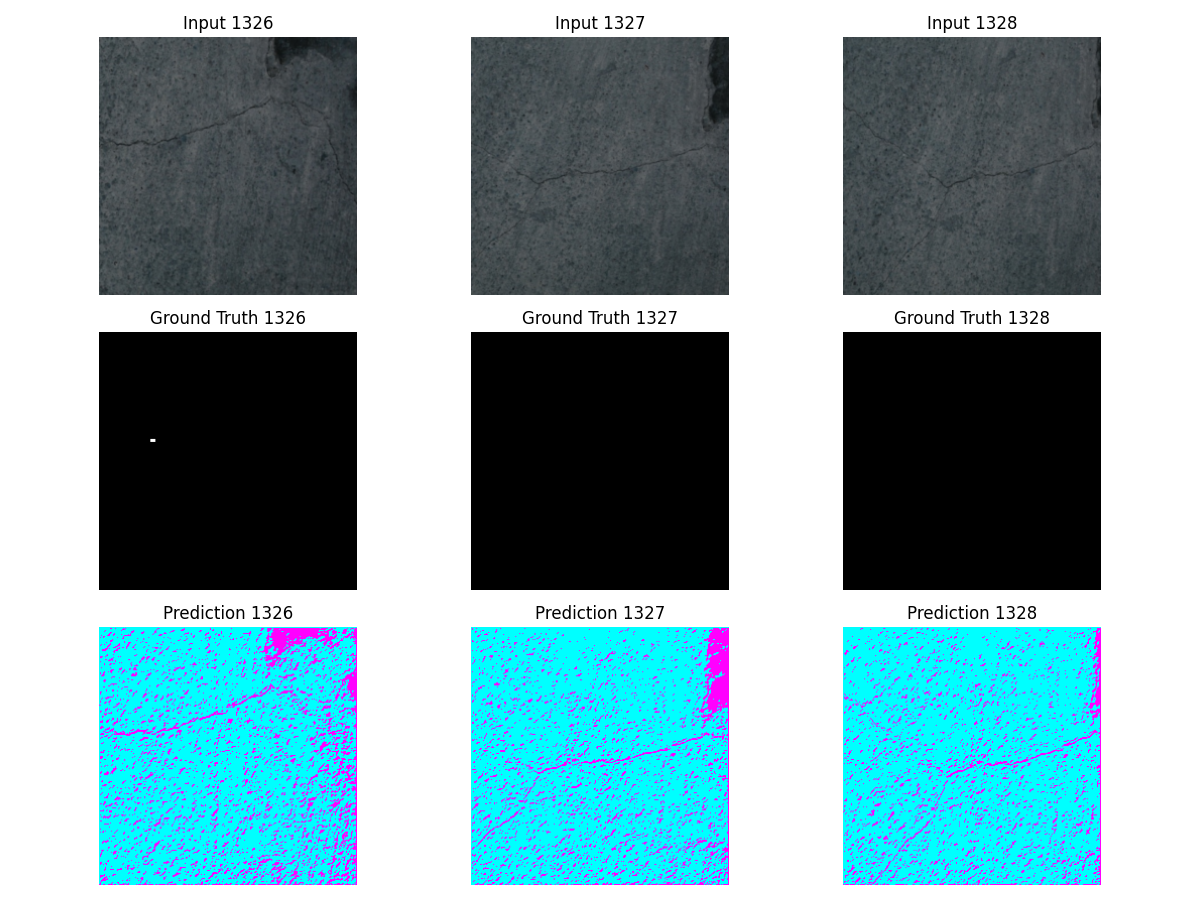 Input 1326
Input 1327
Input 1328
Ground Truth 1326
Ground Truth 1327
Ground Truth 1328
Prediction 1326
Prediction 1327
Prediction 1328